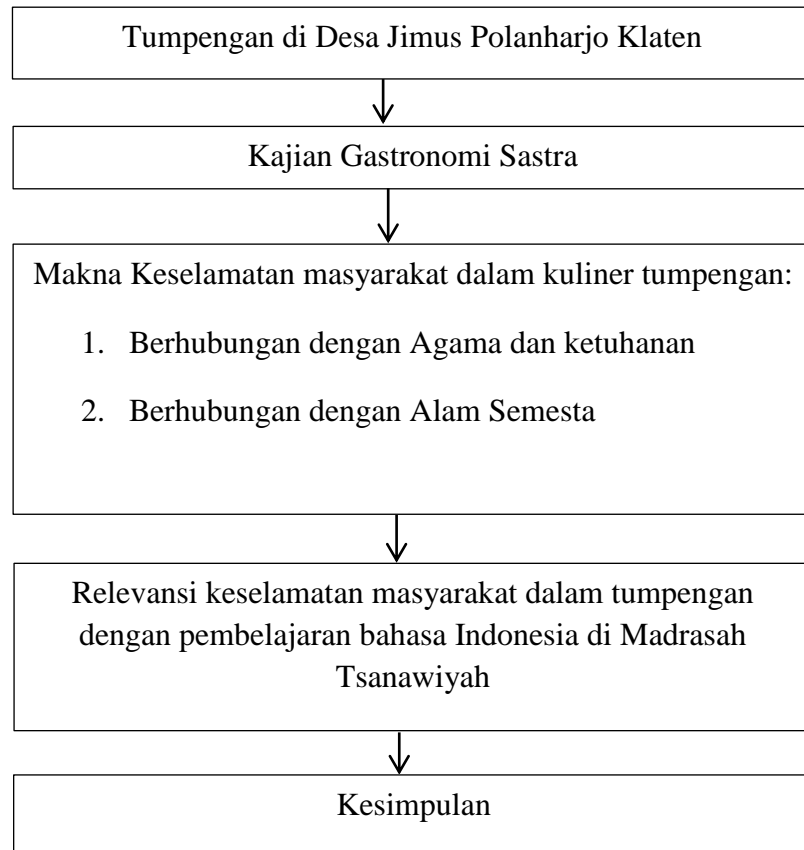 Tumpengan di Desa Jimus Polanharjo Klaten
Kajian Gastronomi Sastra
Makna Keselamatan masyarakat dalam kuliner tumpengan:
1. Berhubungan dengan Agama dan ketuhanan
2. Berhubungan dengan Alam Semesta
Relevansi keselamatan masyarakat dalam tumpengan
dengan pembelajaran bahasa Indonesia di Madrasah
Tsanawiyah
Kesimpulan